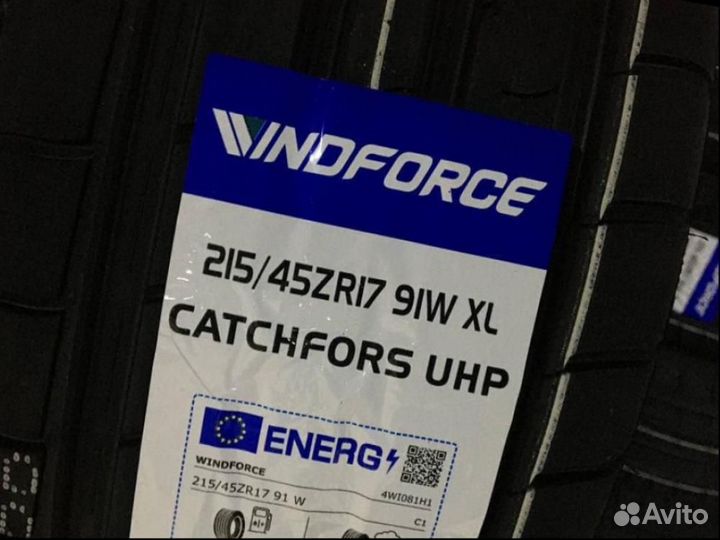 WINDFORCE
215/45ZR17 91W XL
CATCHFORS UHP
ENERG
WINDFORCE
4WI081H1
215/45ZR17 91 W
C1
Avito